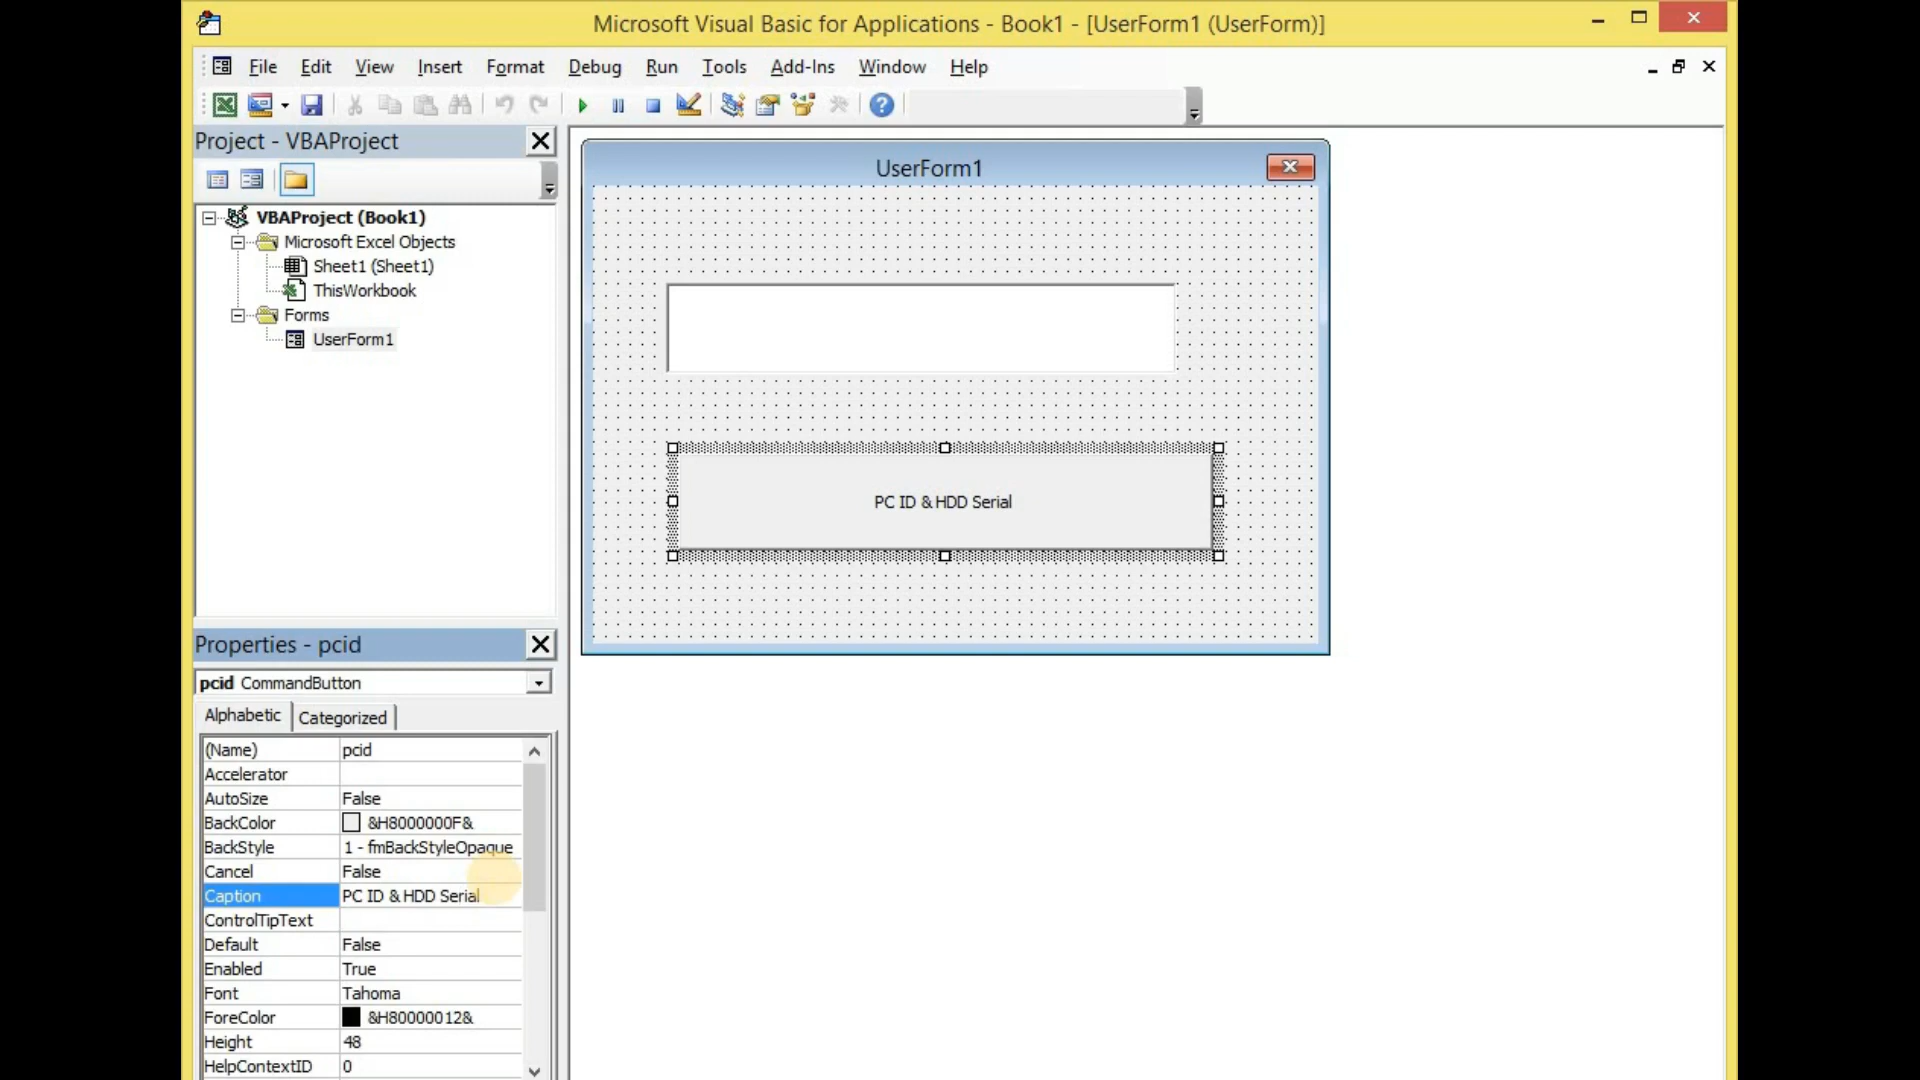 Microsoft Visual Basic for Applications - Book1 - [UserForm1 (UserForm)]
File Edit View Insert Format Debug Run Tools Add-Ins Window Help
Project - VBAProject
VBAProject (Book1)
Microsoft Excel Objects
Sheet1 (Sheet1)
ThisWorkbook
Forms
UserForm1
UserForm1
PC ID & HDD Serial
Properties - pcid
pcid CommandButton
Alphabetic Categorized
(Name) pcid
Accelerator
AutoSize False
BackColor &H8000000F&
BackStyle 1 - fmBackStyleOpaque
Cancel False
Caption PC ID & HDD Serial
ControlTipText
Default False
Enabled True
Font Tahoma
ForeColor &H80000012&
Height 48
HelpContextID 0